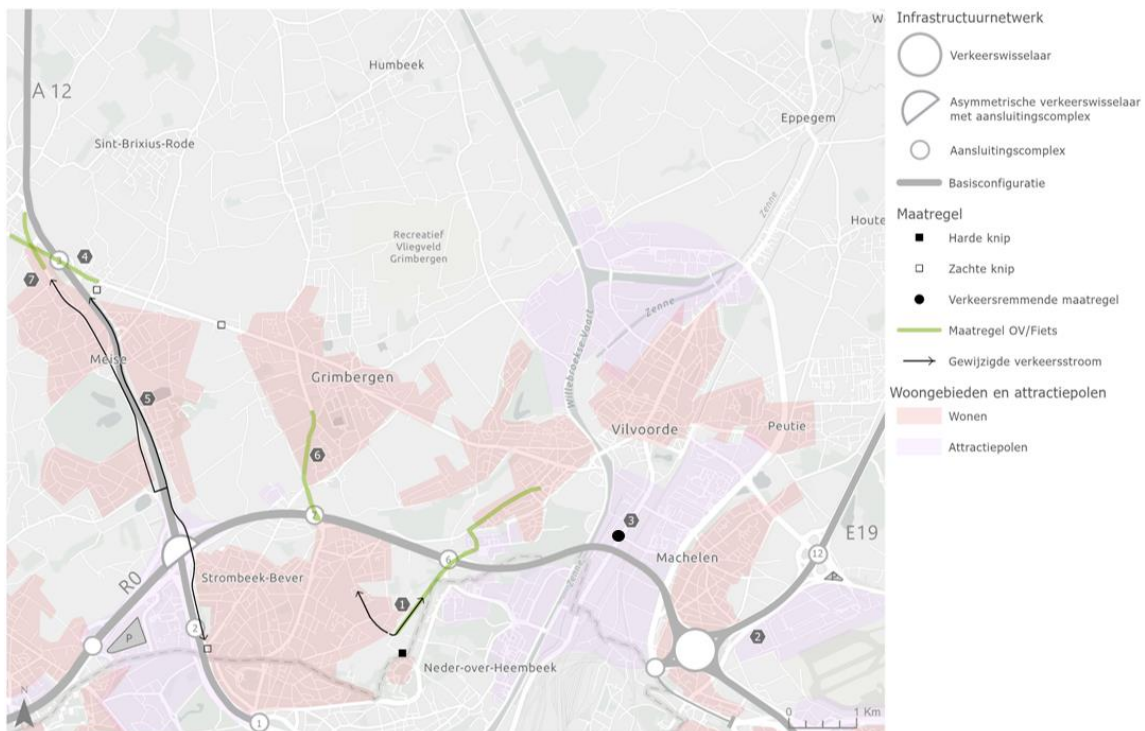 W
Humbeek
A 12
Eppegem
Sint-Brixius-Rode
Zenne
Houte
Recreatief
Vliegveld
Grimbergen
3
4
7
Zenne
Willebroekse Vaart
Meise
Grimbergen
5
Vilvoorde
Peutie
6
7
3
E19
12
Machelen
6
P
R0
Strombeek-Bever
Zenne
1
2
P
2
Neder-over-Heembeek
N
1
0
1 Km
Infrastructuurnetwerk
Verkeerswisselaar
Asymmetrische verkeerswisselaar
met aansluitingscomplex
Aansluitingscomplex
Basisconfiguratie
Maatregel
Harde knip
Zachte knip
Verkeersremmende maatregel
Maatregel OV/Fiets
Gewijzigde verkeersstroom
Woongebieden en attractiepolen
Wonen
Attractiepolen